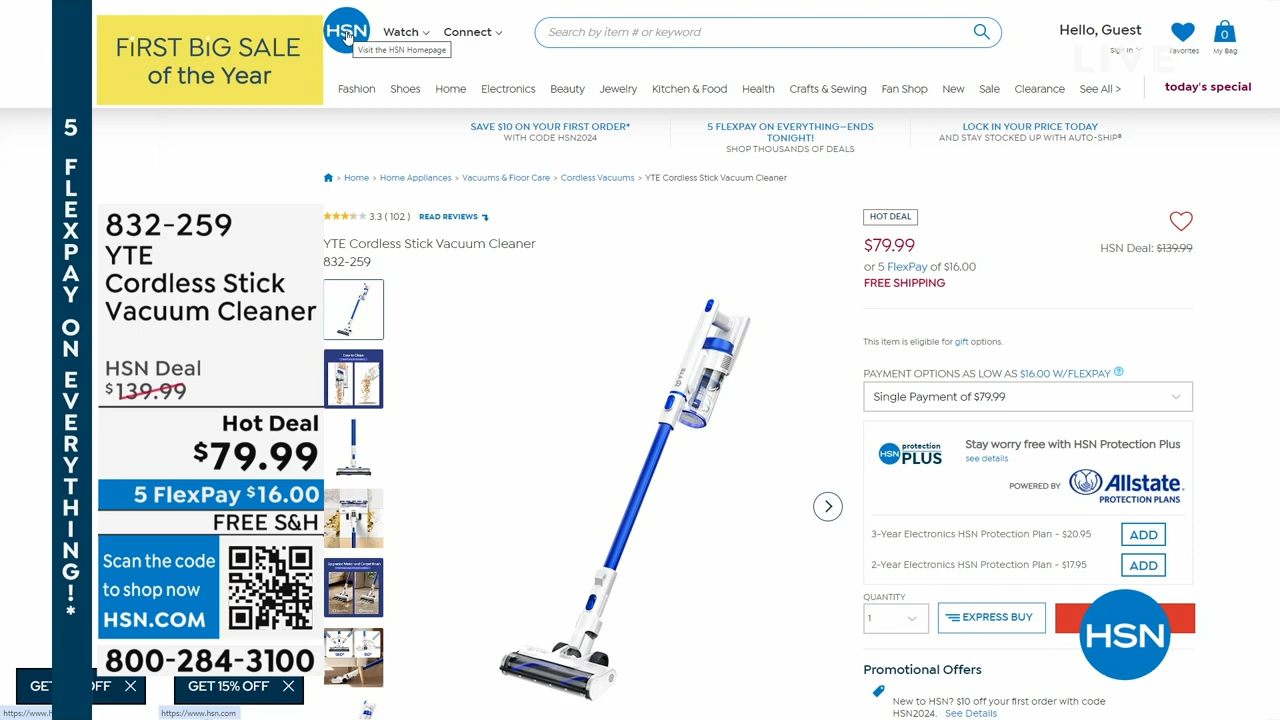 FiRST BiG SALE
of the Year
HSN
Watch
Connect
Visit the HSN Homepage
Search by item # or keyword
Hello, Guest
Sign In
Favorites
0
My Bag
LIVE
Fashion
Shoes
Home
Electronics
Beauty
Jewelry
Kitchen & Food
Health
Crafts & Sewing
Fan Shop
New
Sale
Clearance
See All >
today's special
SAVE $10 ON YOUR FIRST ORDER*
WITH CODE HSN2024
5 FLEXPAY ON EVERYTHING—ENDS
TONIGHT!
SHOP THOUSANDS OF DEALS
LOCK IN YOUR PRICE TODAY
AND STAY STOCKED UP WITH AUTO-SHIP®
5 FLEXPAY ON EVERYTHING!*
> Home > Home Appliances > Vacuums & Floor Care > Cordless Vacuums > YTE Cordless Stick Vacuum Cleaner
832-259
YTE
Cordless Stick
Vacuum Cleaner
HSN Deal
$139.99
Hot Deal
$79.99
5 FlexPay $16.00
FREE S&H
Scan the code
to shop now
HSN.COM
800-284-3100
GET
OFF
GET 15% OFF
https://www.h
https://www.hsn.com
3.3 ( 102 )
READ REVIEWS
YTE Cordless Stick Vacuum Cleaner
832-259
Easy to Clean
YTE
HOT DEAL
$79.99
HSN Deal: $139.99
or 5 FlexPay of $16.00
FREE SHIPPING
This item is eligible for gift options.
PAYMENT OPTIONS AS LOW AS $16.00 W/FLEXPAY
Single Payment of $79.99
HSN protection PLUS
Stay worry free with HSN Protection Plus
see details
POWERED BY
Allstate
PROTECTION PLANS
3-Year Electronics HSN Protection Plan - $20.95
ADD
2-Year Electronics HSN Protection Plan - $17.95
ADD
QUANTITY
1
EXPRESS BUY
HSN
Promotional Offers
New to HSN? $10 off your first order with code
HSN2024. See Details